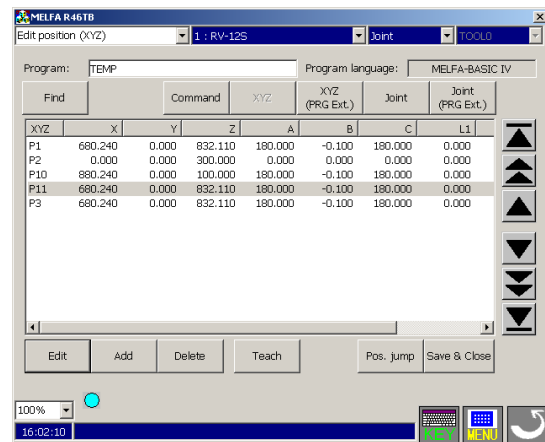 MELFA R46TB
Edit position (XYZ) 1 : RV-12S Joint TOOL0
Program: TEMP Program language: MELFA-BASIC IV
Find Command XYZ XYZ (PRG Ext.) Joint Joint (PRG Ext.)
XYZ X Y Z A B C L1
P1 680.240 0.000 832.110 180.000 -0.100 180.000 0.000
P2 0.000 0.000 300.000 0.000 0.000 0.000 0.000
P10 880.240 0.000 100.000 180.000 -0.100 180.000 0.000
P11 680.240 0.000 832.110 180.000 -0.100 180.000 0.000
P3 680.240 0.000 832.110 180.000 -0.100 180.000 0.000
Edit Add Delete Teach Pos. jump Save & Close
100%
16:02:10 KEY MENU